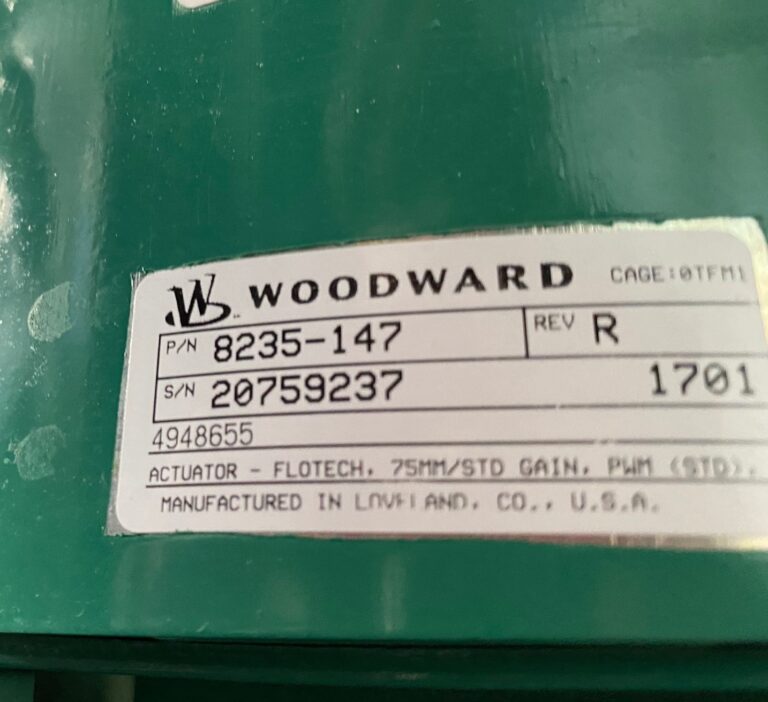 WOODWARD CAGE:0TFM1
P/N 8235-147 REV R
S/N 20759237 1701
4948655
ACTUATOR - FLOTECH, 75MM/STD GAIN, PWM (STD),
MANUFACTURED IN LOVELAND, CO., U.S.A.